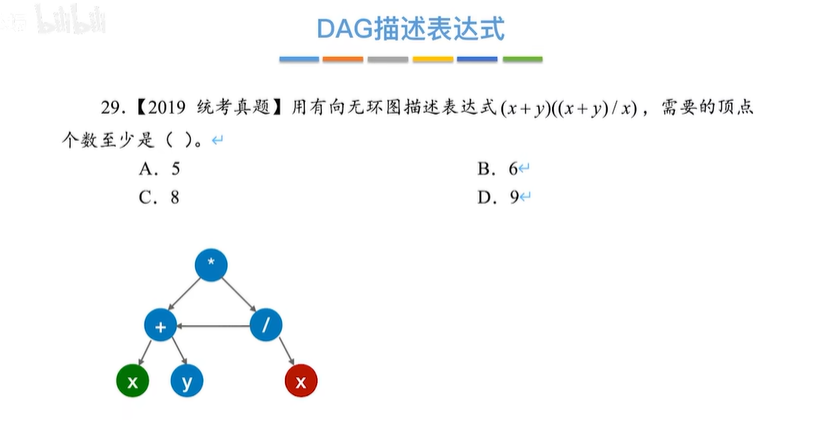 bilibili
DAG描述表达式
29.【2019 统考真题】用有向无环图描述表达式(x+y)((x+y)/x)，需要的顶点
个数至少是（ ）。↵
A. 5
B. 6↵
C. 8
D. 9↵
*
+
/
x
y
x